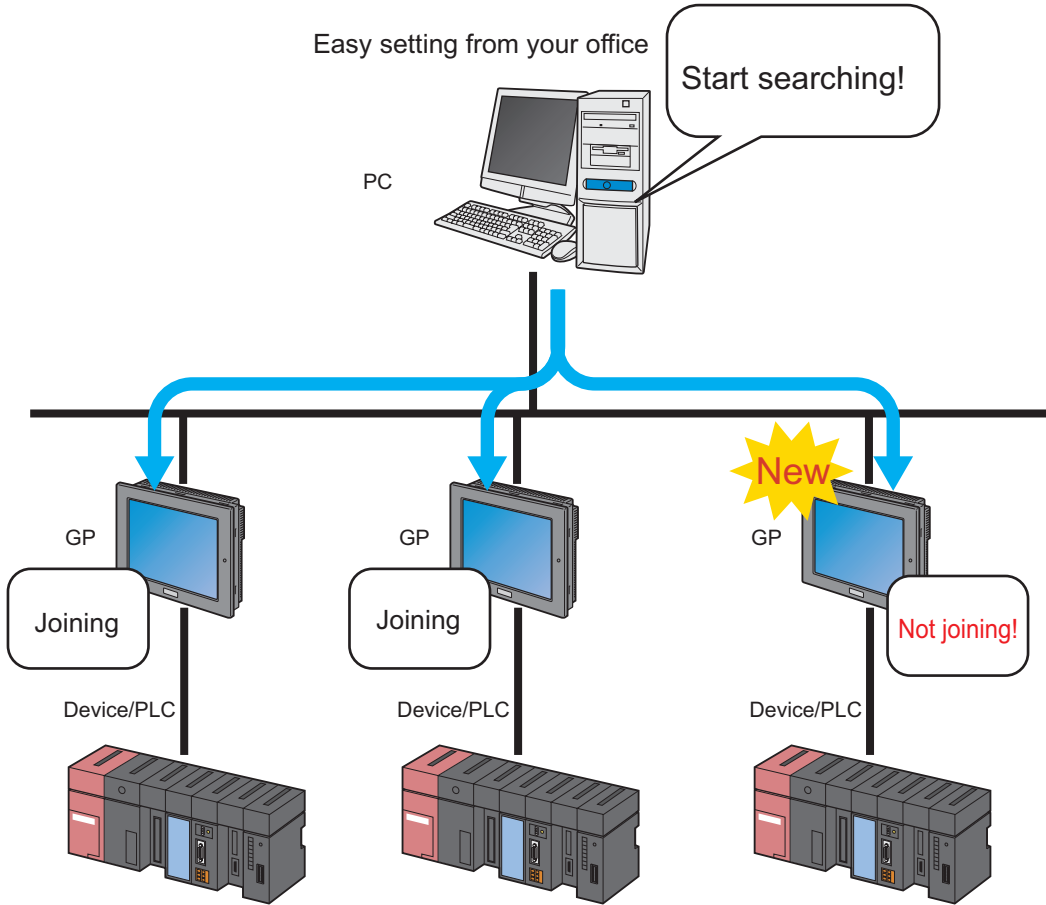 Easy setting from your office
Start searching!
PC
New
GP
GP
GP
Joining
Joining
Not joining!
Device/PLC
Device/PLC
Device/PLC